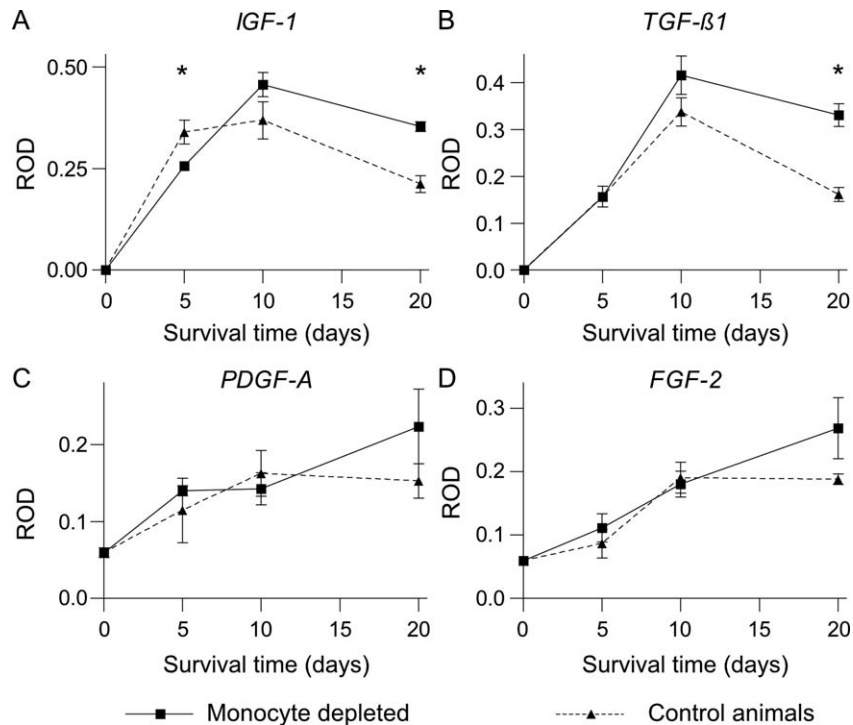 A
IGF-1
*
*
0.50
0.25
0.00
ROD
0
5
10
20
Survival time (days)
B
TGF-ß1
*
0.4
0.3
0.2
0.1
0.0
ROD
0
5
10
15
20
Survival time (days)
C
PDGF-A
0.2
0.1
0.0
ROD
0
5
10
15
20
Survival time (days)
D
FGF-2
0.3
0.2
0.1
0.0
ROD
0
5
10
15
20
Survival time (days)
Monocyte depleted
Control animals